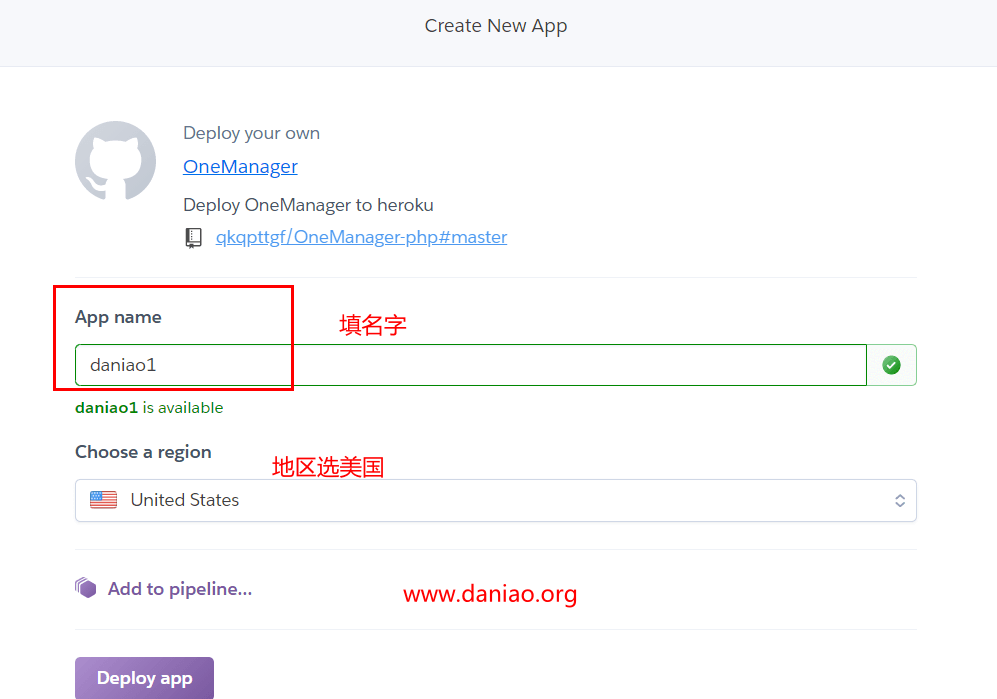 Create New App
Deploy your own
OneManager
Deploy OneManager to heroku
qkqpttgf/OneManager-php#master
App name
填名字
daniao1
daniao1 is available
Choose a region
地区选美国
United States
Add to pipeline...
www.daniao.org
Deploy app